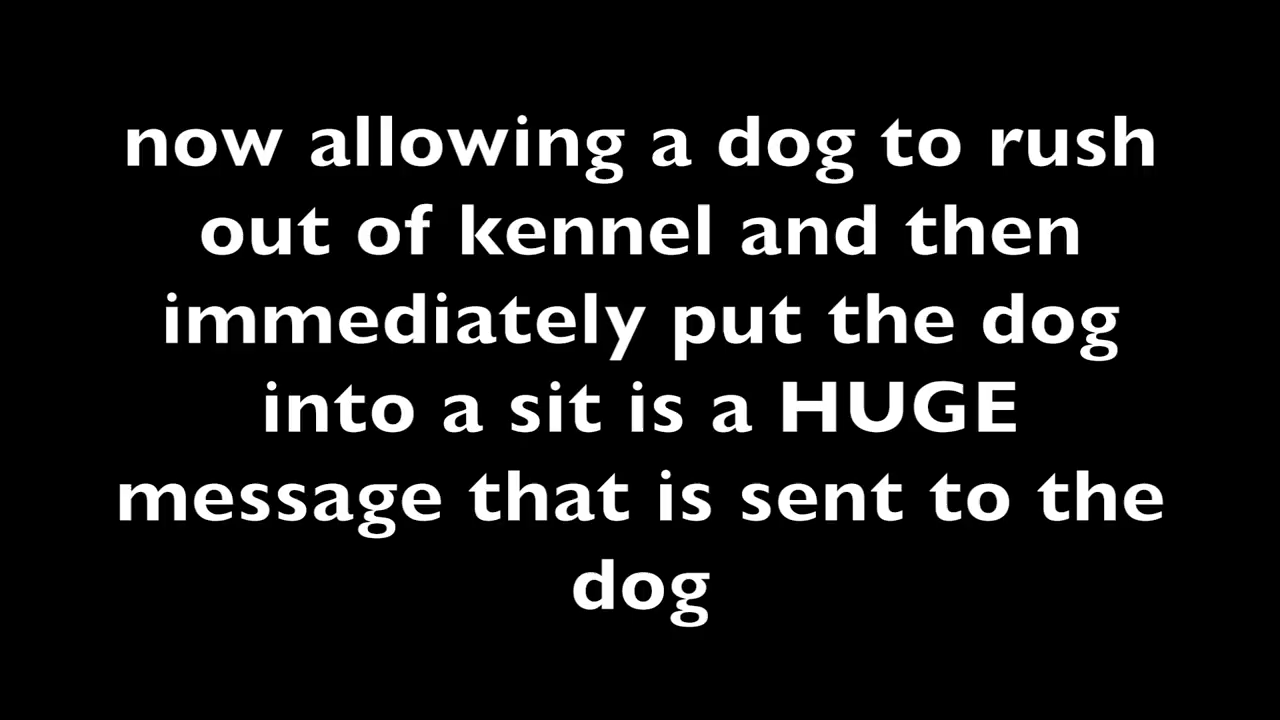 now allowing a dog to rush
out of kennel and then
immediately put the dog
into a sit is a HUGE
message that is sent to the
dog